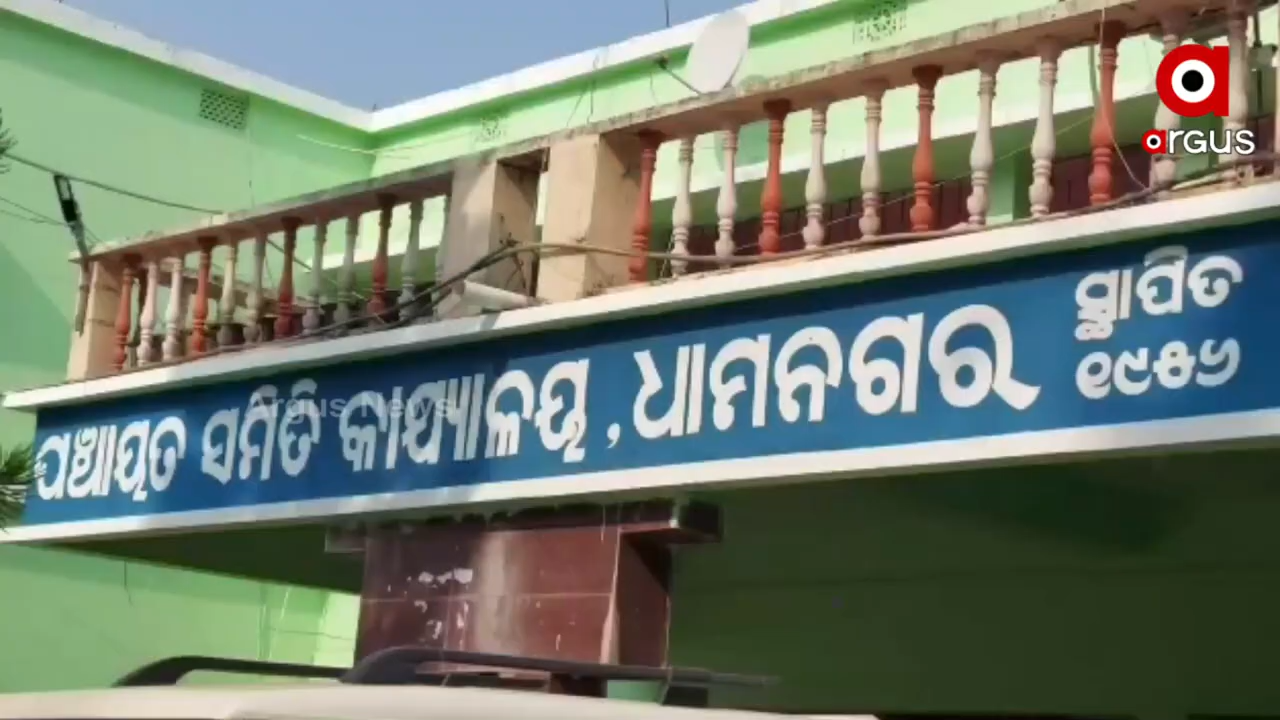 argus
ସ୍ଥାପିତ
୧୯୫୬
ପଞ୍ଚାୟତ ସମିତି କାର୍ଯ୍ୟାଳୟ, ଧାମନଗର
Argus News